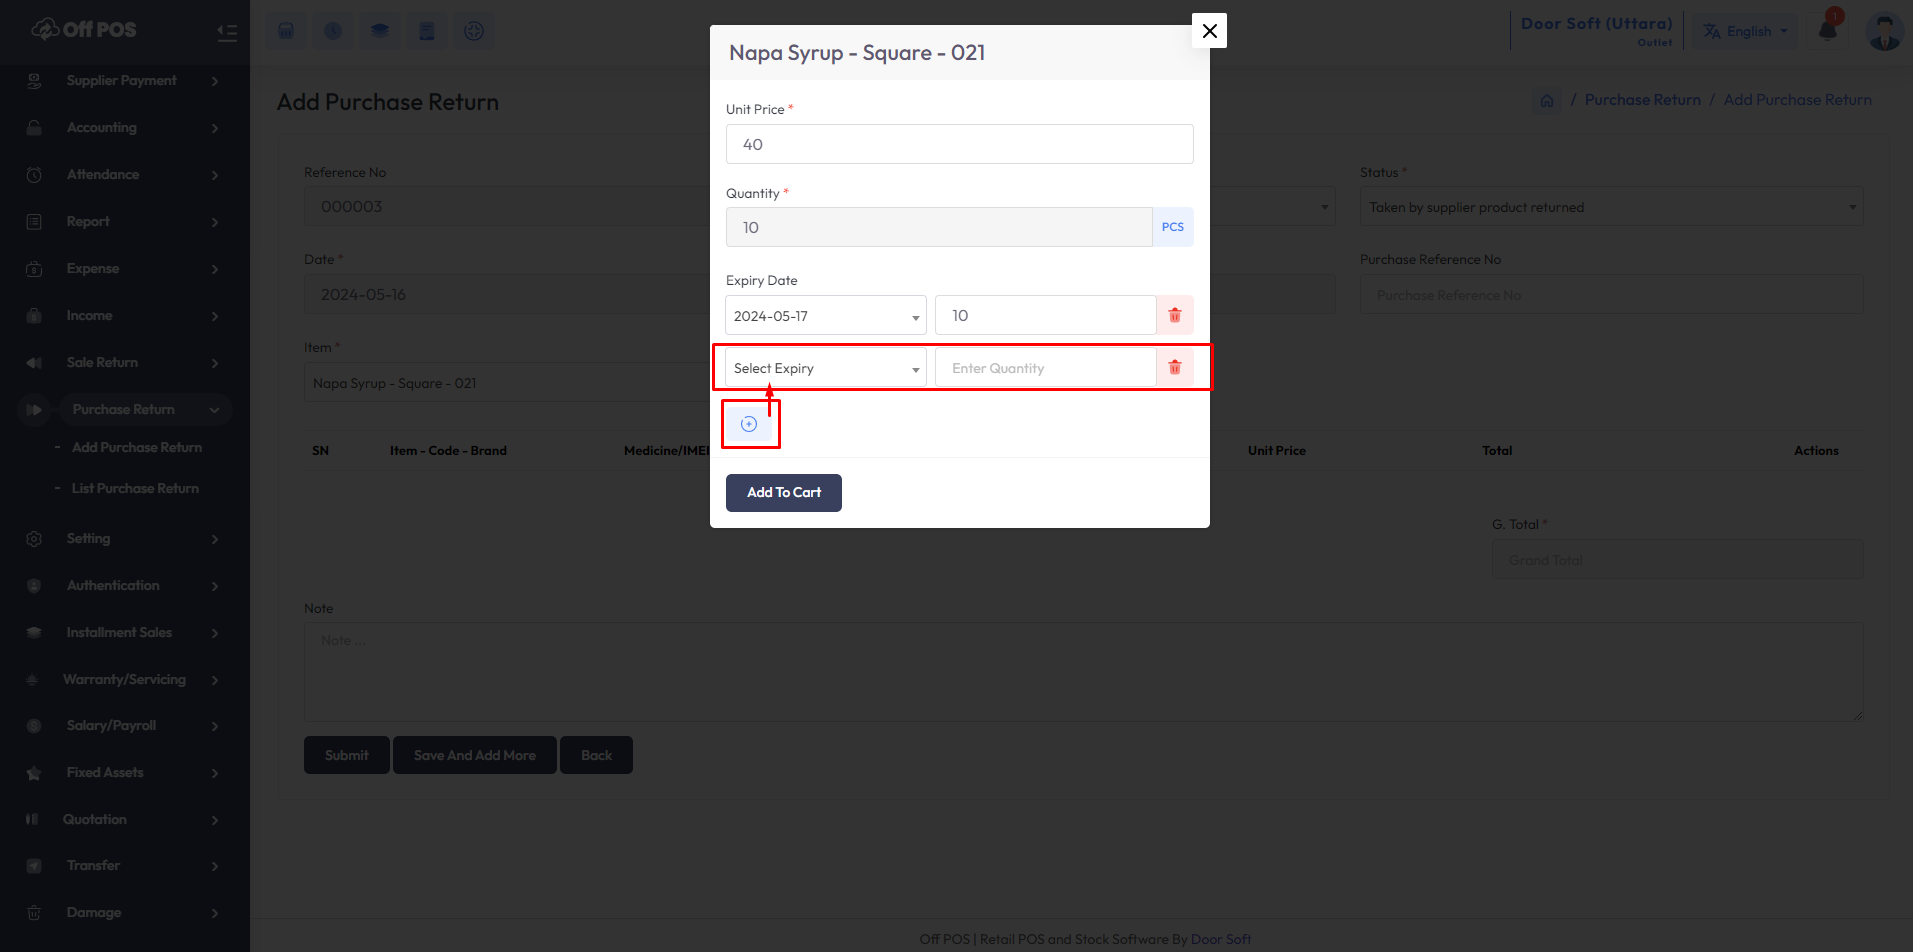 Off POS
Door Soft (Uttara)
Outlet
English
1
Supplier Payment
Accounting
Attendance
Report
Expense
Income
Sale Return
Purchase Return
- Add Purchase Return
- List Purchase Return
Setting
Authentication
Installment Sales
Warranty/Servicing
Salary/Payroll
Fixed Assets
Quotation
Transfer
Damage
Add Purchase Return
/ Purchase Return / Add Purchase Return
Reference No
000003
Status *
Taken by supplier product returned
Date *
2024-05-16
Purchase Reference No
Purchase Reference No
Item *
Napa Syrup - Square - 021
SN Item - Code - Brand Medicine/IMEI Unit Price Total Actions
G. Total *
Grand Total
Note
Note ...
Submit Save And Add More Back
Napa Syrup - Square - 021
Unit Price *
40
Quantity *
10 PCS
Expiry Date
2024-05-17 10
Select Expiry Enter Quantity
Add To Cart
Off POS | Retail POS and Stock Software By Door Soft